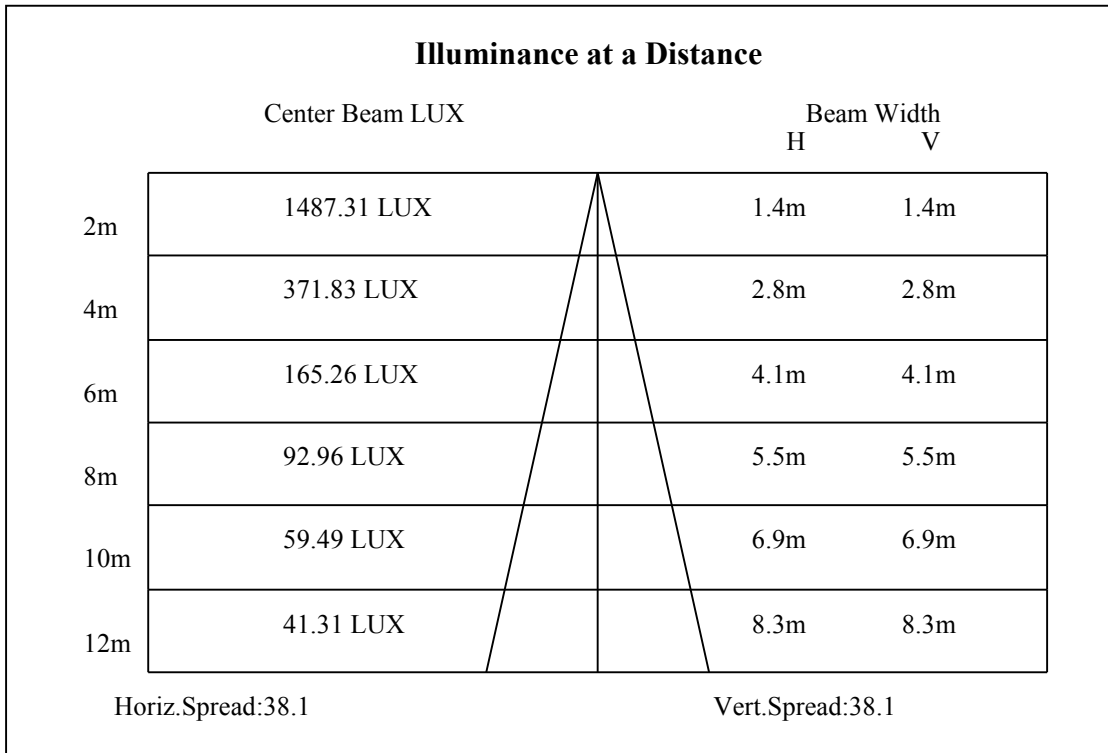 Illuminance at a Distance
Center Beam LUX Beam Width
H V
2m 1487.31 LUX 1.4m 1.4m
4m 371.83 LUX 2.8m 2.8m
6m 165.26 LUX 4.1m 4.1m
8m 92.96 LUX 5.5m 5.5m
10m 59.49 LUX 6.9m 6.9m
12m 41.31 LUX 8.3m 8.3m
Horiz.Spread:38.1 Vert.Spread:38.1